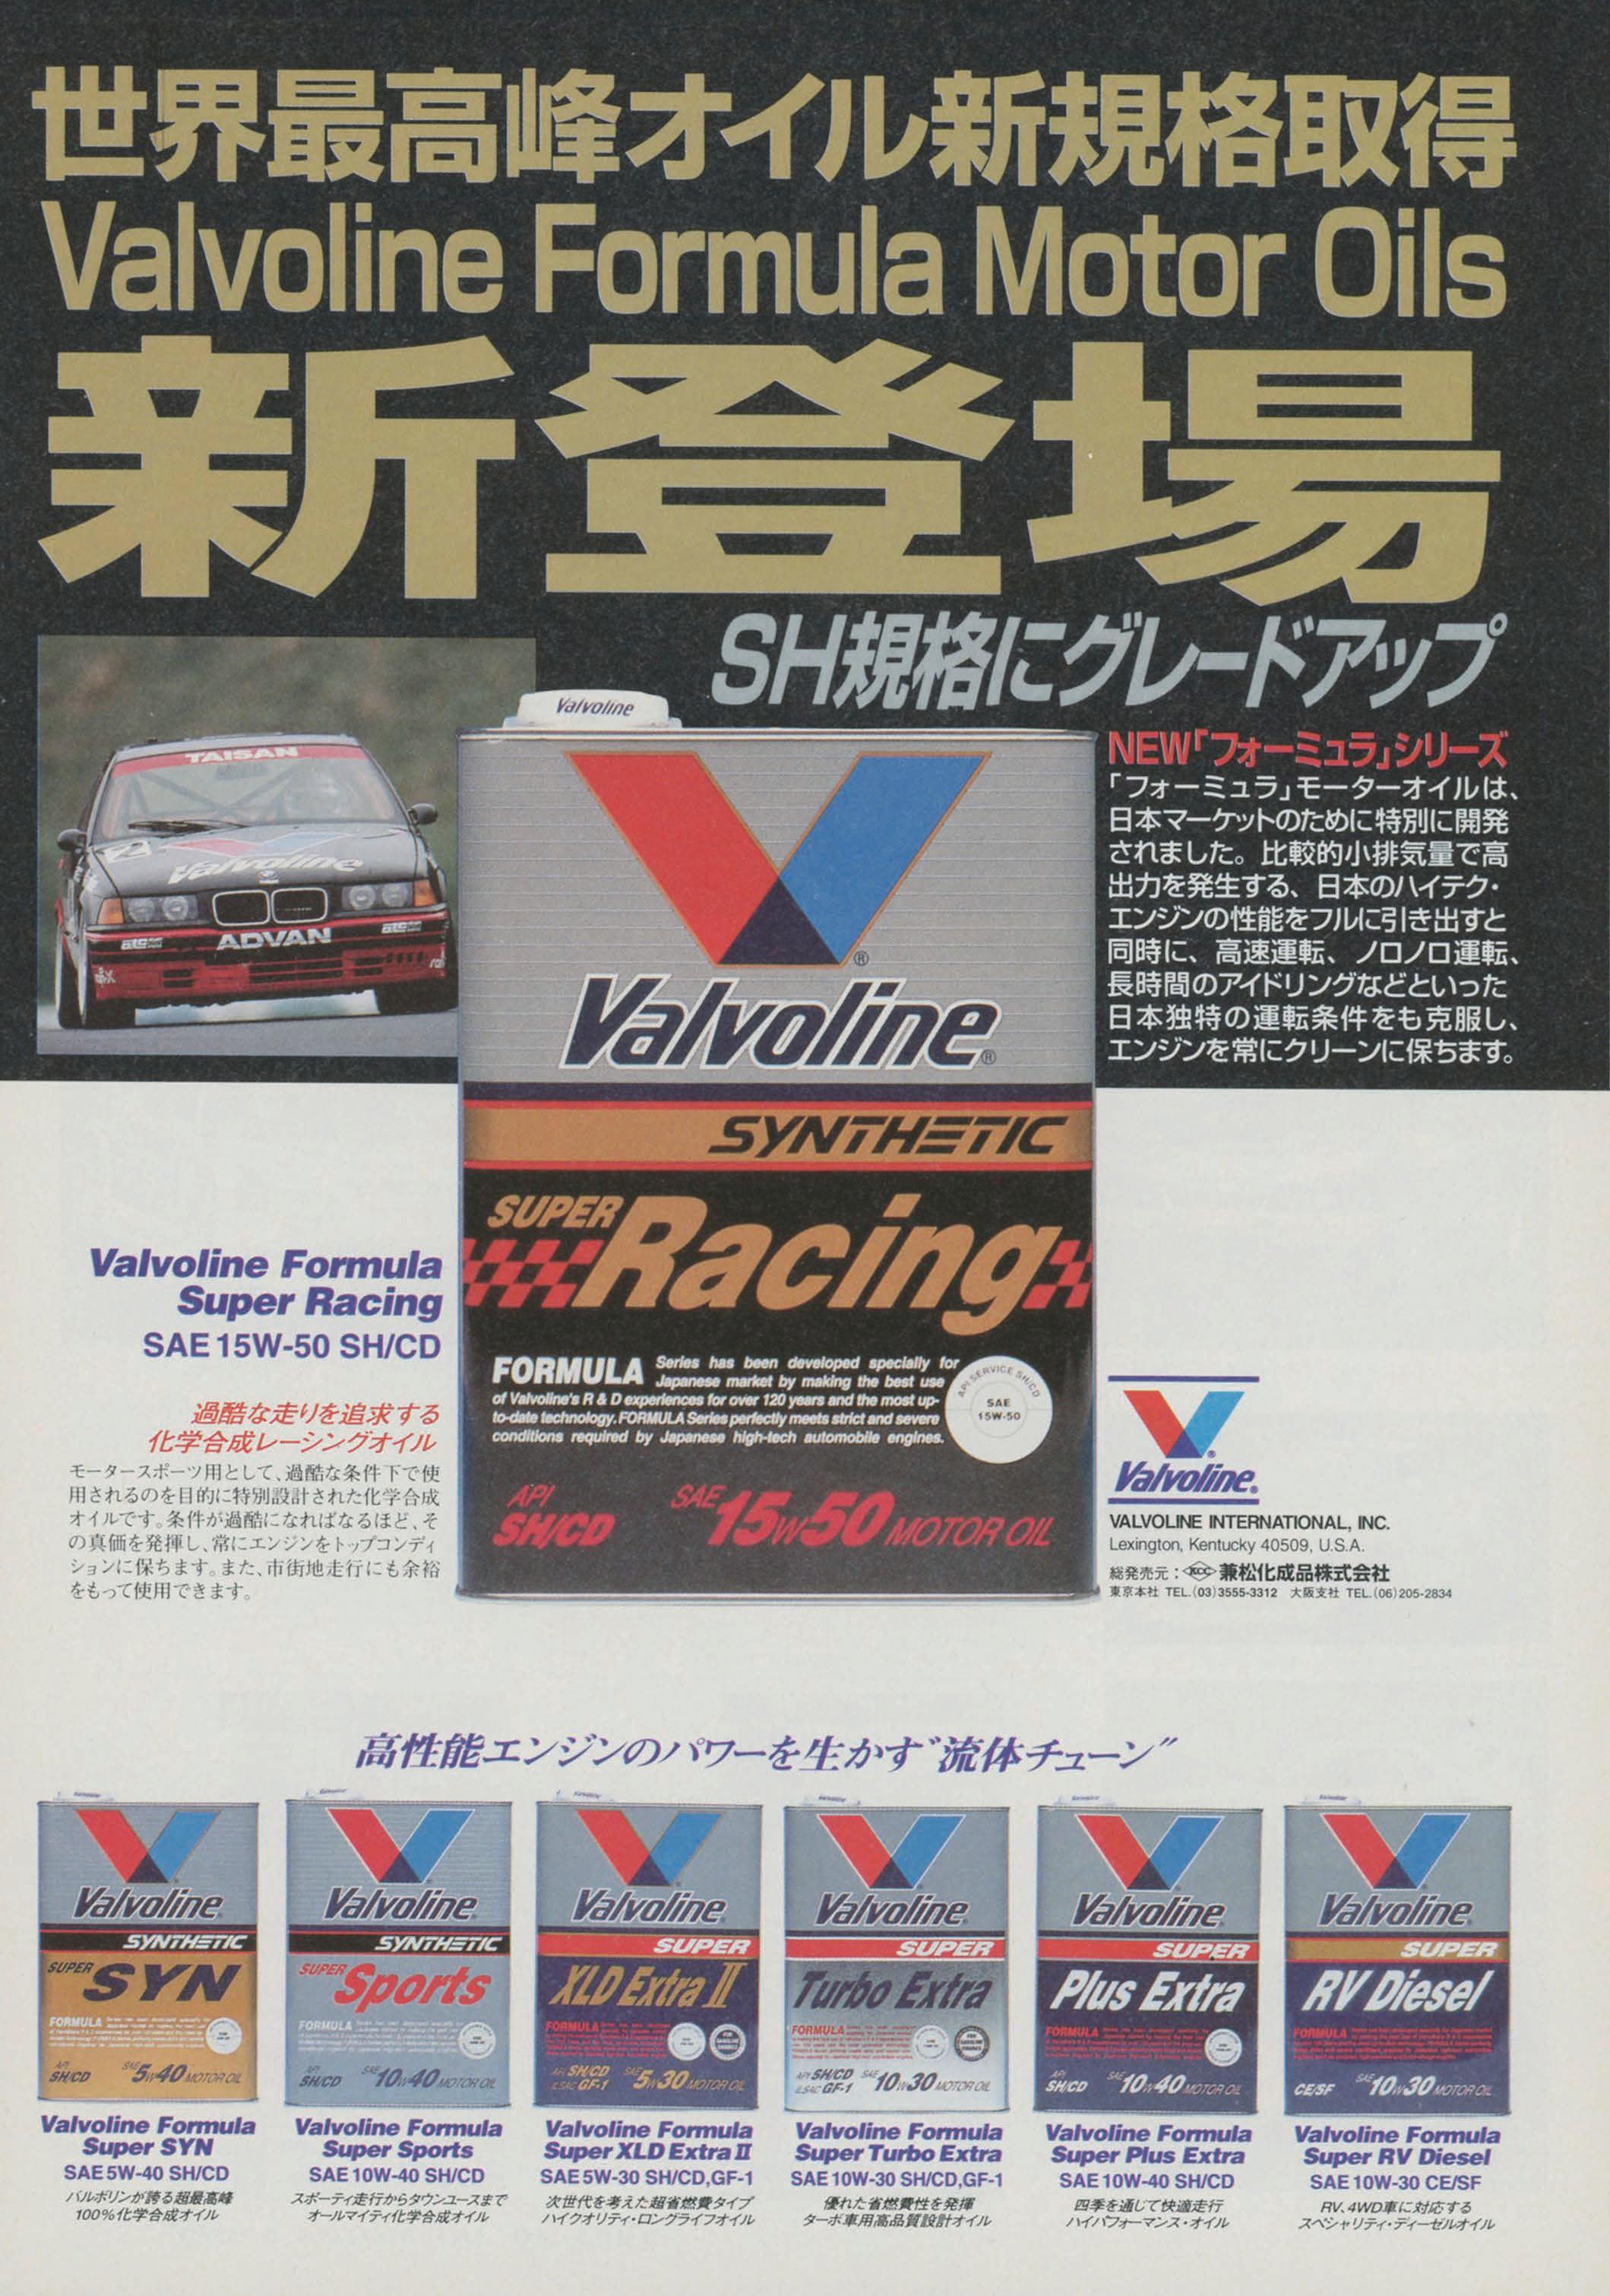 世界最高峰オイル新規格取得
Valvoline Formula Motor Oils
新登場
SH規格にグレードアップ
TAISAN
Valvoline
ADVAN
Valvoline
Valvoline
SYNTHETIC
SUPER Racing
FORMULA Series has been developed specially for
Japanese market by making the best use
of Valvoline's R & D experiences for over 120 years and the most up-
to-date technology. FORMULA Series perfectly meets strict and severe
conditions required by Japanese high-tech automobile engines.
API SERVICE SH/CD
SAE
15W-50
API
SH/CD
SAE 15W50 MOTOR OIL
NEW「フォーミュラ」シリーズ
「フォーミュラ」モーターオイルは、
日本マーケットのために特別に開発
されました。比較的小排気量で高
出力を発生する、日本のハイテク・
エンジンの性能をフルに引き出すと
同時に、高速運転、ノロノロ運転、
長時間のアイドリングなどといった
日本独特の運転条件をも克服し、
エンジンを常にクリーンに保ちます。
Valvoline Formula
Super Racing
SAE 15W-50 SH/CD
過酷な走りを追求する
化学合成レーシングオイル
モータースポーツ用として、過酷な条件下で使
用されるのを目的に特別設計された化学合成
オイルです。条件が過酷になればなるほど、そ
の真価を発揮し、常にエンジンをトップコンディ
ションに保ちます。また、市街地走行にも余裕
をもって使用できます。
Valvoline
VALVOLINE INTERNATIONAL, INC.
Lexington, Kentucky 40509, U.S.A.
総発売元：KCC 兼松化成品株式会社
東京本社 TEL.(03)3555-3312 大阪支社 TEL.(06)205-2834
高性能エンジンのパワーを生かす"流体チューン"
Valvoline
SYNTHETIC
SUPER SYN
FORMULA
API
SH/CD
SAE 5W40 MOTOR OIL
Valvoline Formula
Super SYN
SAE 5W-40 SH/CD
バルボリンが誇る超最高峰
100%化学合成オイル
Valvoline
SYNTHETIC
SUPER Sports
FORMULA
API
SH/CD
SAE 10W40 MOTOR OIL
Valvoline Formula
Super Sports
SAE 10W-40 SH/CD
スポーティ走行からタウンユースまで
オールマイティ化学合成オイル
Valvoline
SUPER
XLD Extra II
FORMULA
API SH/CD
ILSAC GF-1
SAE 5W30 MOTOR OIL
Valvoline Formula
Super XLD Extra II
SAE 5W-30 SH/CD,GF-1
次世代を考えた超省燃費タイプ
ハイクオリティ・ロングライフオイル
Valvoline
SUPER
Turbo Extra
FORMULA
API SH/CD
ILSAC GF-1
SAE 10W30 MOTOR OIL
Valvoline Formula
Super Turbo Extra
SAE 10W-30 SH/CD,GF-1
優れた省燃費性を発揮
ターボ車用高品質設計オイル
Valvoline
SUPER
Plus Extra
FORMULA
API
SH/CD
SAE 10W40 MOTOR OIL
Valvoline Formula
Super Plus Extra
SAE 10W-40 SH/CD
四季を通じて快適走行
ハイパフォーマンス・オイル
Valvoline
SUPER
RV Diesel
FORMULA
CE/SF
SAE 10W30 MOTOR OIL
Valvoline Formula
Super RV Diesel
SAE 10W-30 CE/SF
RV. 4WD車に対応する
スペシャリティ・ディーゼルオイル